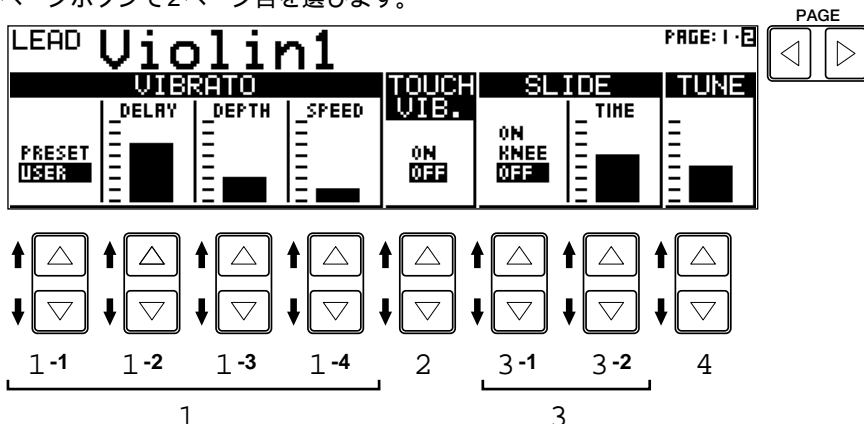 ページボタンで2ページ目を選びます。
PAGE
LEAD Violin1 PAGE: 1 · 2
VIBRATO TOUCH VIB. SLIDE TUNE
DELAY DEPTH SPEED TIME
PRESET
USER
ON
OFF
ON
KNEE
OFF
1-1 1-2 1-3 1-4 2 3-1 3-2 4
1 3